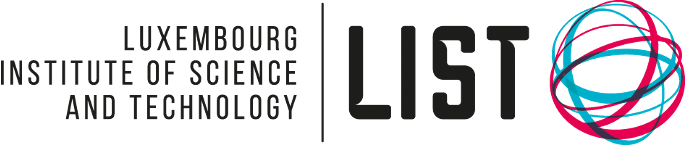 LUXEMBOURG
INSTITUTE OF SCIENCE
AND TECHNOLOGY
LIST